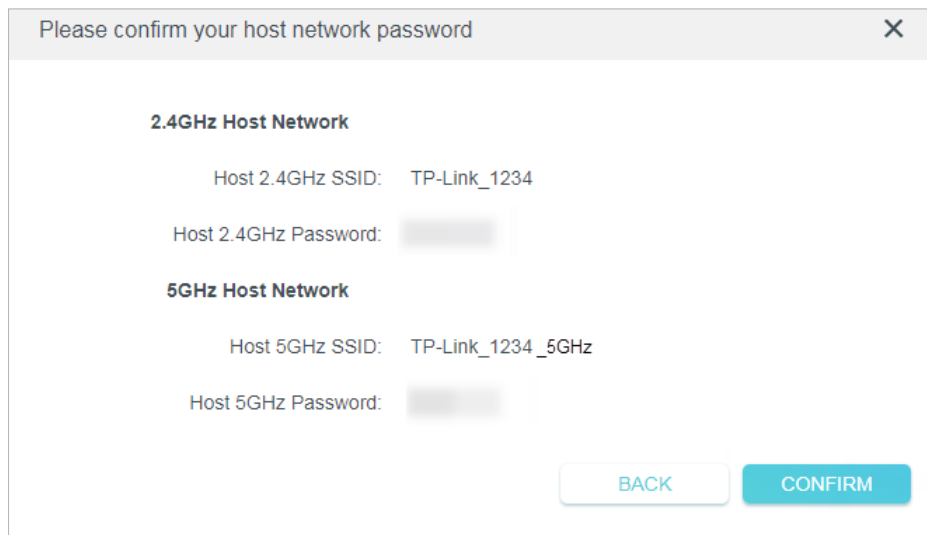 Please confirm your host network password
2.4GHz Host Network
Host 2.4GHz SSID: TP-Link_1234
Host 2.4GHz Password:
5GHz Host Network
Host 5GHz SSID: TP-Link_1234 _5GHz
Host 5GHz Password:
BACK CONFIRM